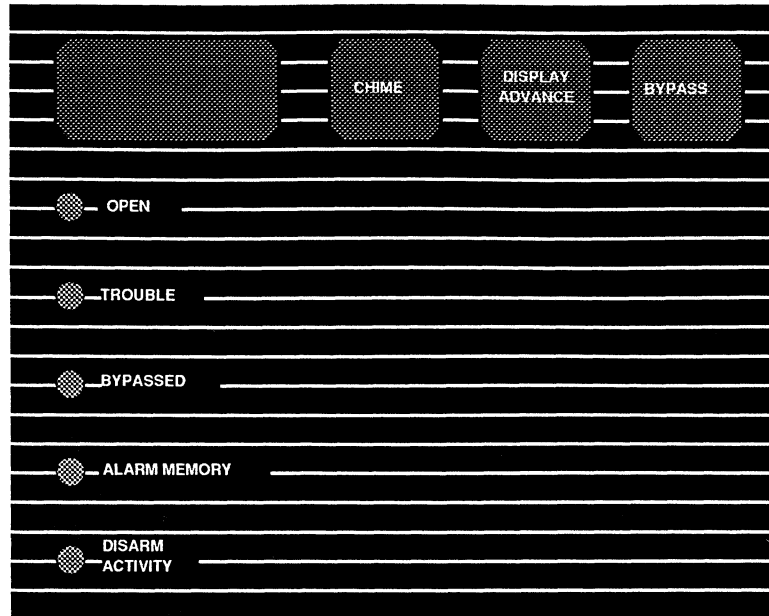 CHIME
DISPLAY
ADVANCE
BYPASS
OPEN
TROUBLE
BYPASSED
ALARM MEMORY
DISARM
ACTIVITY